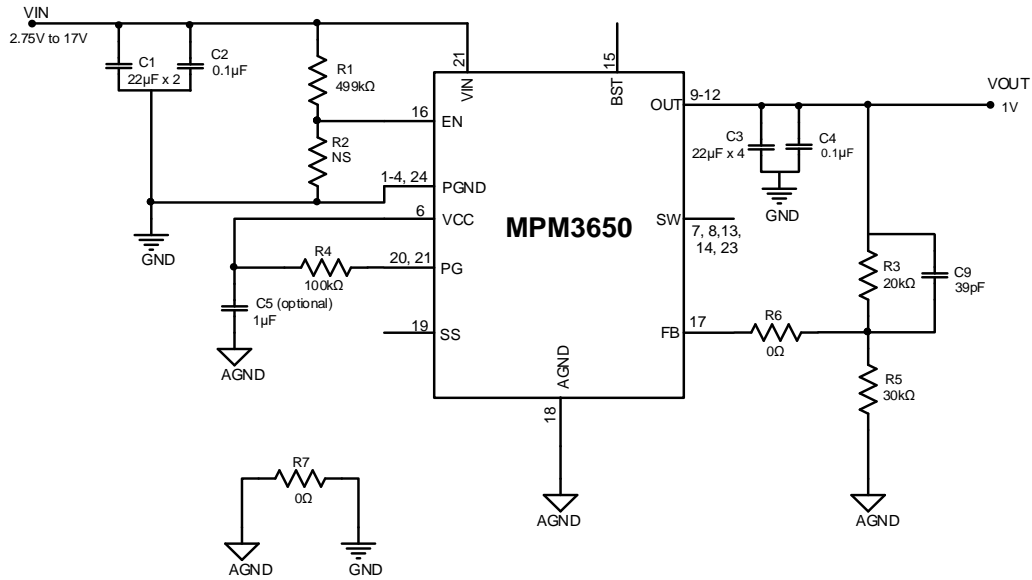 VIN
2.75V to 17V
C1
22µF x 2
C2
0.1µF
R1
499kΩ
R2
NS
21
VIN
15
BST
16
EN
1-4, 24
PGND
6
VCC
R4
100kΩ
20, 21
PG
C5 (optional)
1µF
19
SS
GND
AGND
MPM3650
OUT
9-12
SW
7, 8,13,
14, 23
FB
17
AGND
18
AGND
C3
22µF x 4
C4
0.1µF
GND
VOUT
1V
R3
20kΩ
C9
39pF
R6
0Ω
R5
30kΩ
AGND
R7
0Ω
AGND
GND